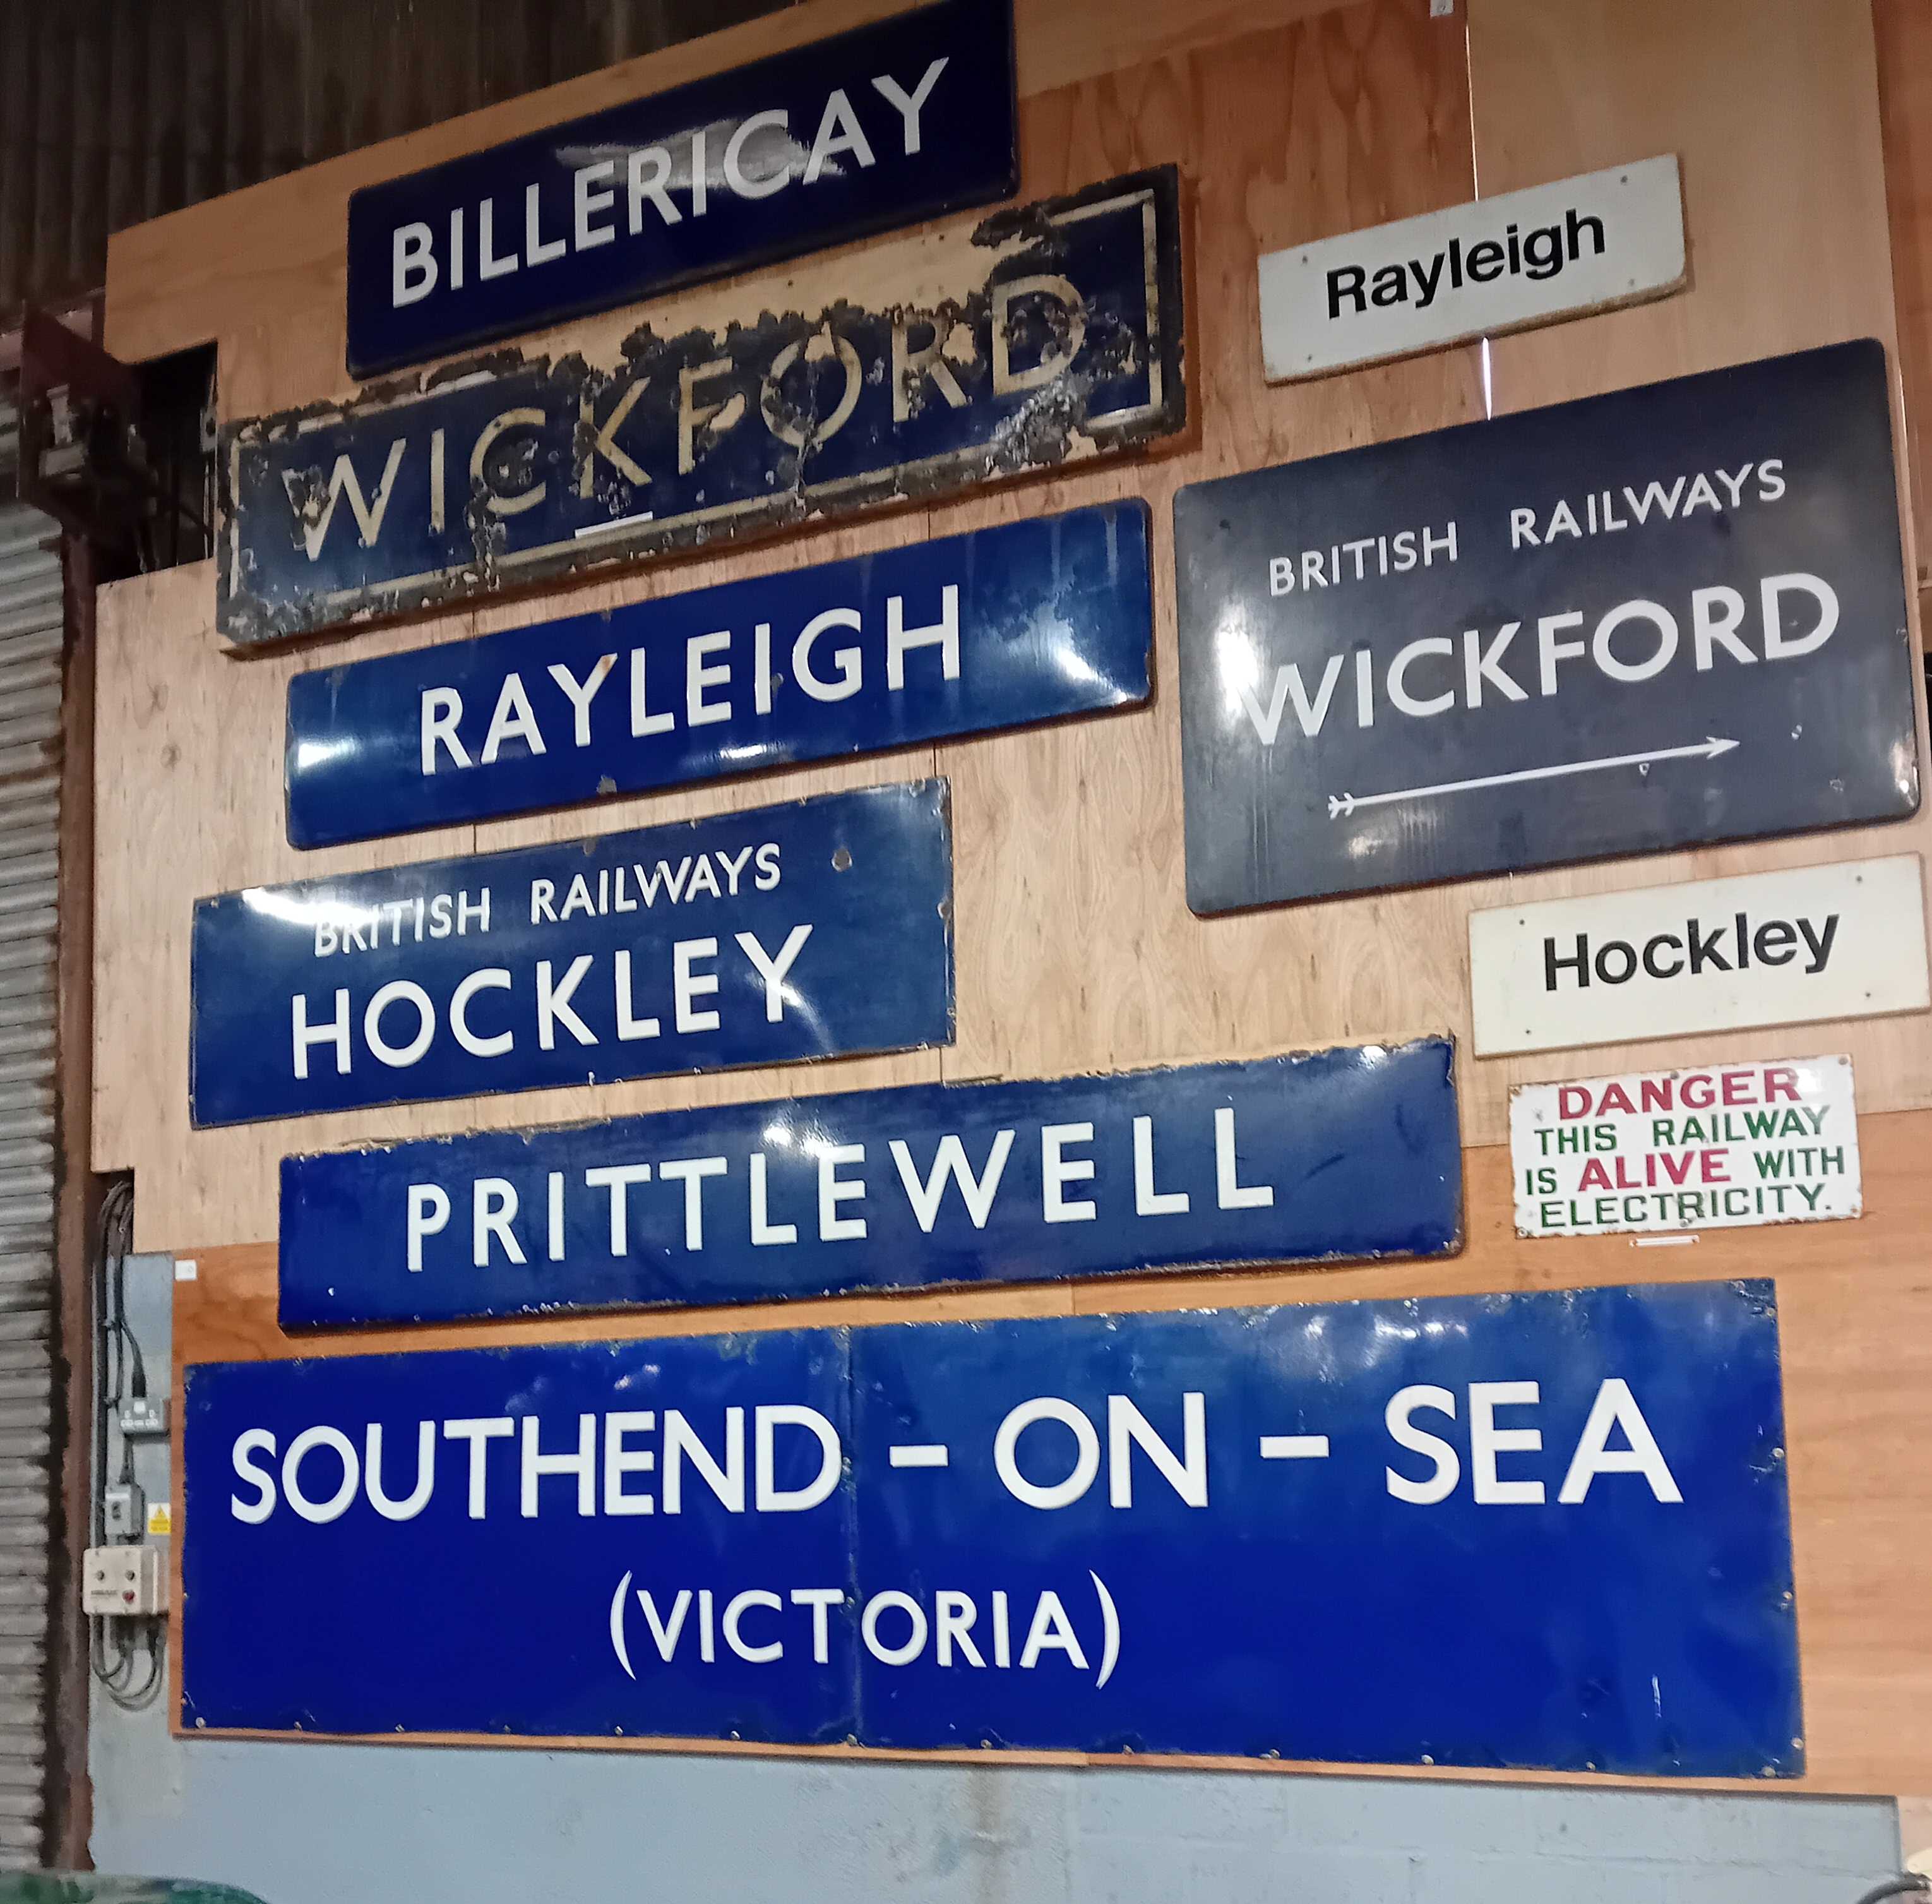 BILLERICAY
WICKFORD
RAYLEIGH
BRITISH RAILWAYS
HOCKLEY
PRITTLEWELL
SOUTHEND - ON - SEA
(VICTORIA)
Rayleigh
BRITISH RAILWAYS
WICKFORD
Hockley
DANGER
THIS RAILWAY
IS ALIVE WITH
ELECTRICITY.